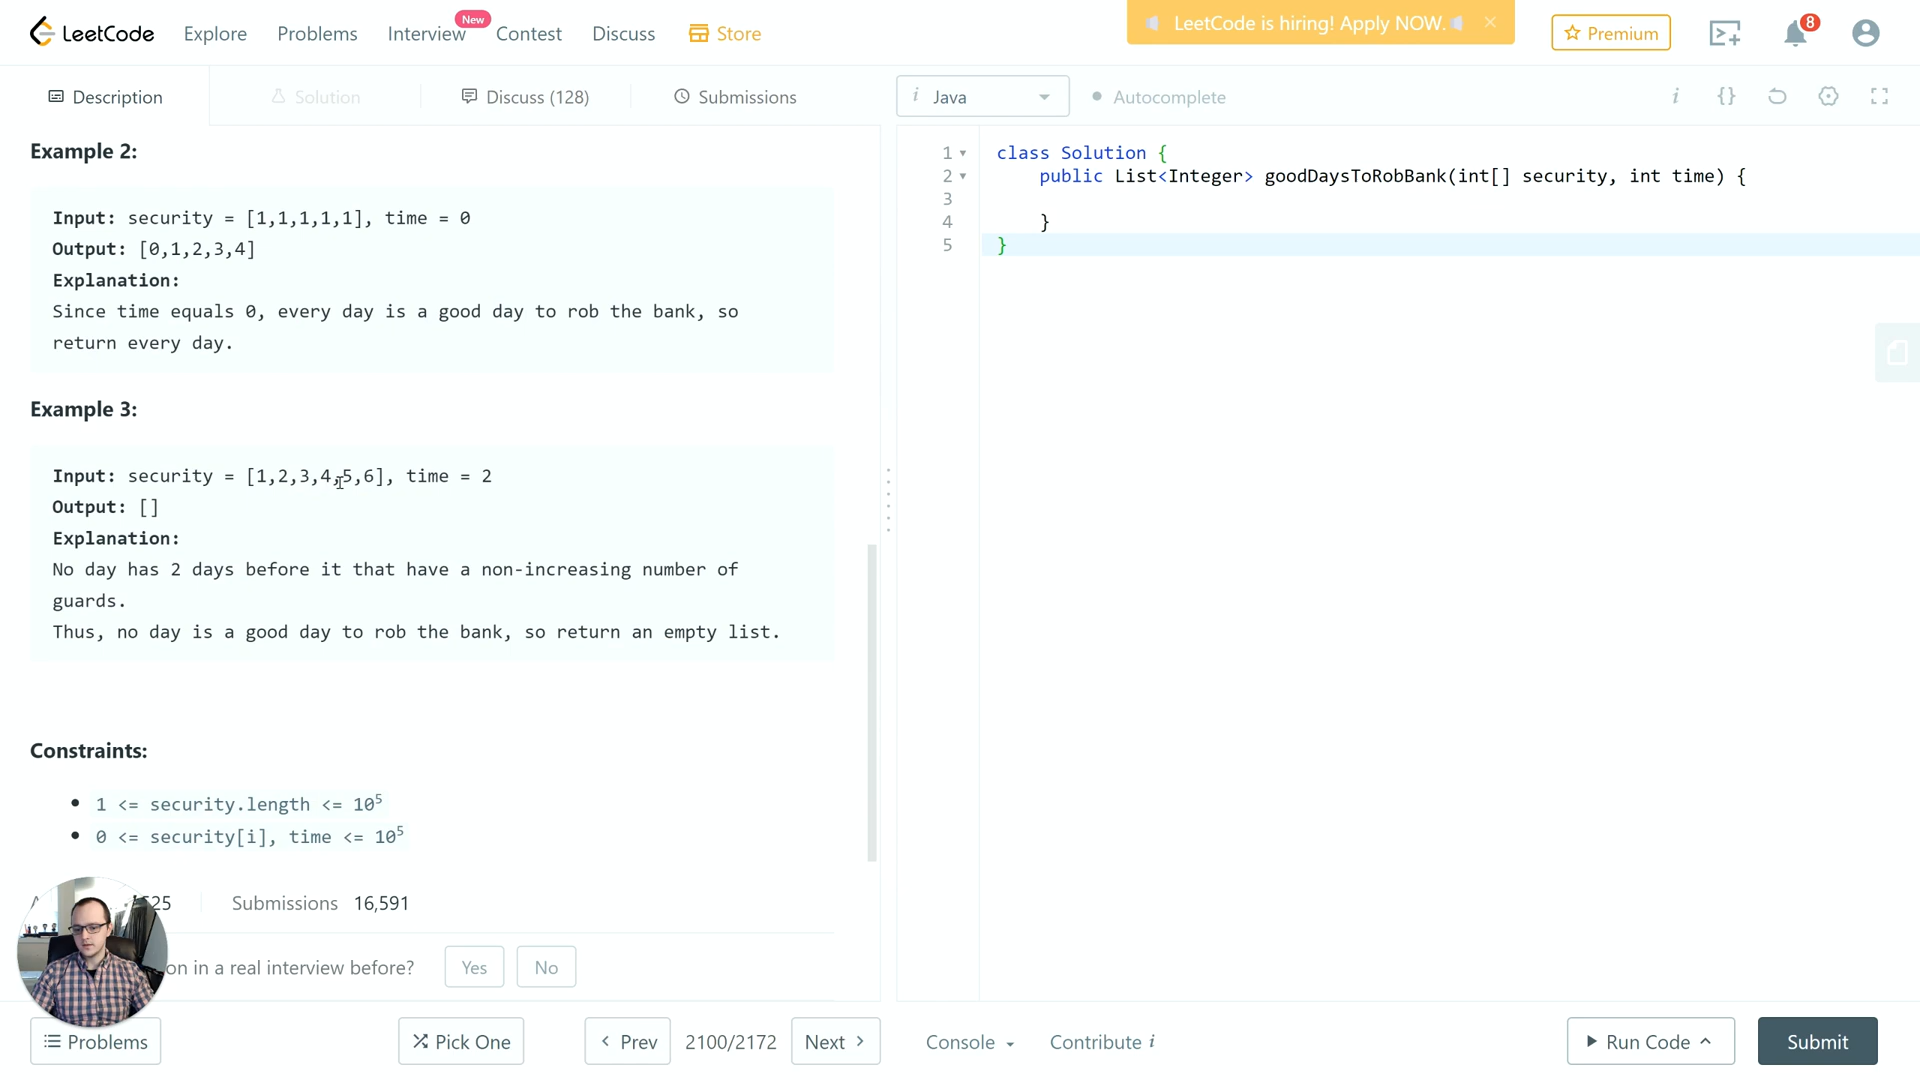 LeetCode
Explore
Problems
Interview
New
Contest
Discuss
Store
LeetCode is hiring! Apply NOW.
Premium
8
Description
Solution
Discuss (128)
Submissions
i Java
Autocomplete
Example 2:
Input: security = [1,1,1,1,1], time = 0
Output: [0,1,2,3,4]
Explanation:
Since time equals 0, every day is a good day to rob the bank, so
return every day.
Example 3:
Input: security = [1,2,3,4,5,6], time = 2
Output: []
Explanation:
No day has 2 days before it that have a non-increasing number of
guards.
Thus, no day is a good day to rob the bank, so return an empty list.
Constraints:
1 <= security.length <= 10⁵
0 <= security[i], time <= 10⁵
Submissions 16,591
on in a real interview before?
Yes
No
Problems
Pick One
< Prev
2100/2172
Next >
1 class Solution {
2 public List<Integer> goodDaysToRobBank(int[] security, int time) {
3
4 }
5 }
Console
Contribute i
Run Code
Submit